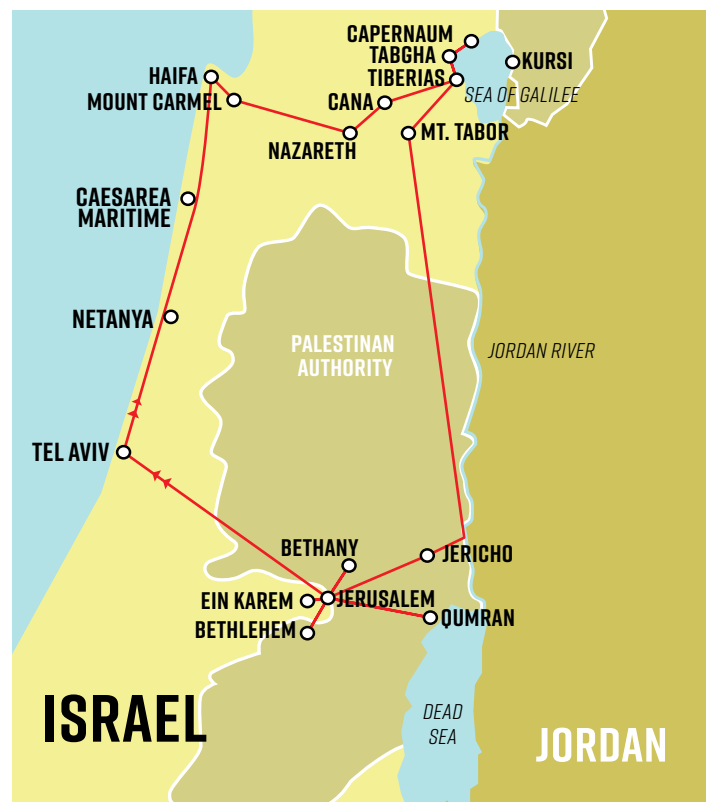 CAPERNAUM
TABGHA
KURSI
HAIFA
TIBERIAS
MOUNT CARMEL
CANA
SEA OF GALILEE
NAZARETH
MT. TABOR
CAESAREA
MARITIME
NETANYA
PALESTINAN
AUTHORITY
JORDAN RIVER
TEL AVIV
BETHANY
JERICHO
EIN KAREM
JERUSALEM
QUMRAN
BETHLEHEM
ISRAEL
DEAD
SEA
JORDAN